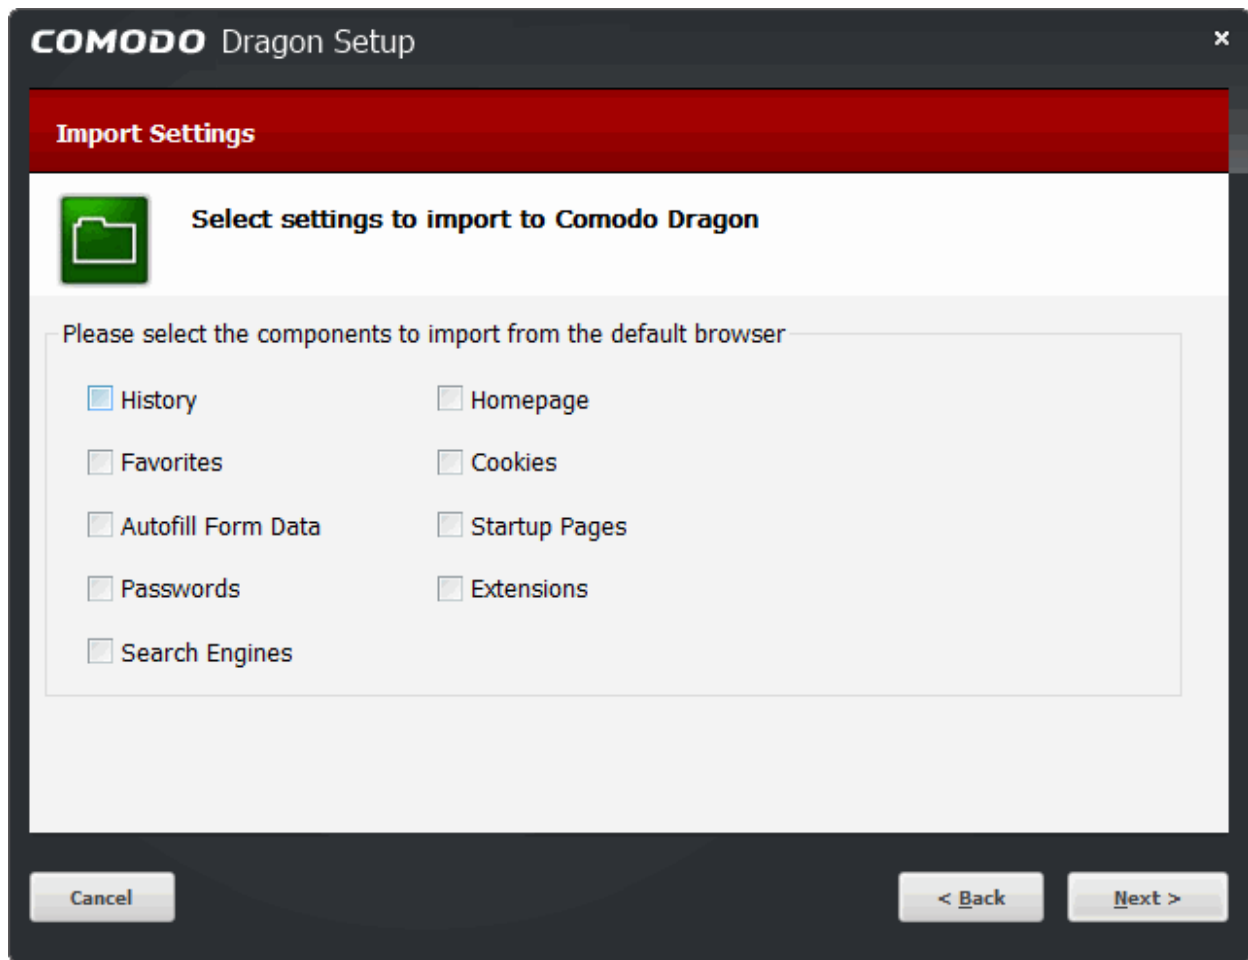 COMODO Dragon Setup
Import Settings
Select settings to import to Comodo Dragon
Please select the components to import from the default browser
History
Homepage
Favorites
Cookies
Autofill Form Data
Startup Pages
Passwords
Extensions
Search Engines
Cancel
< Back
Next >